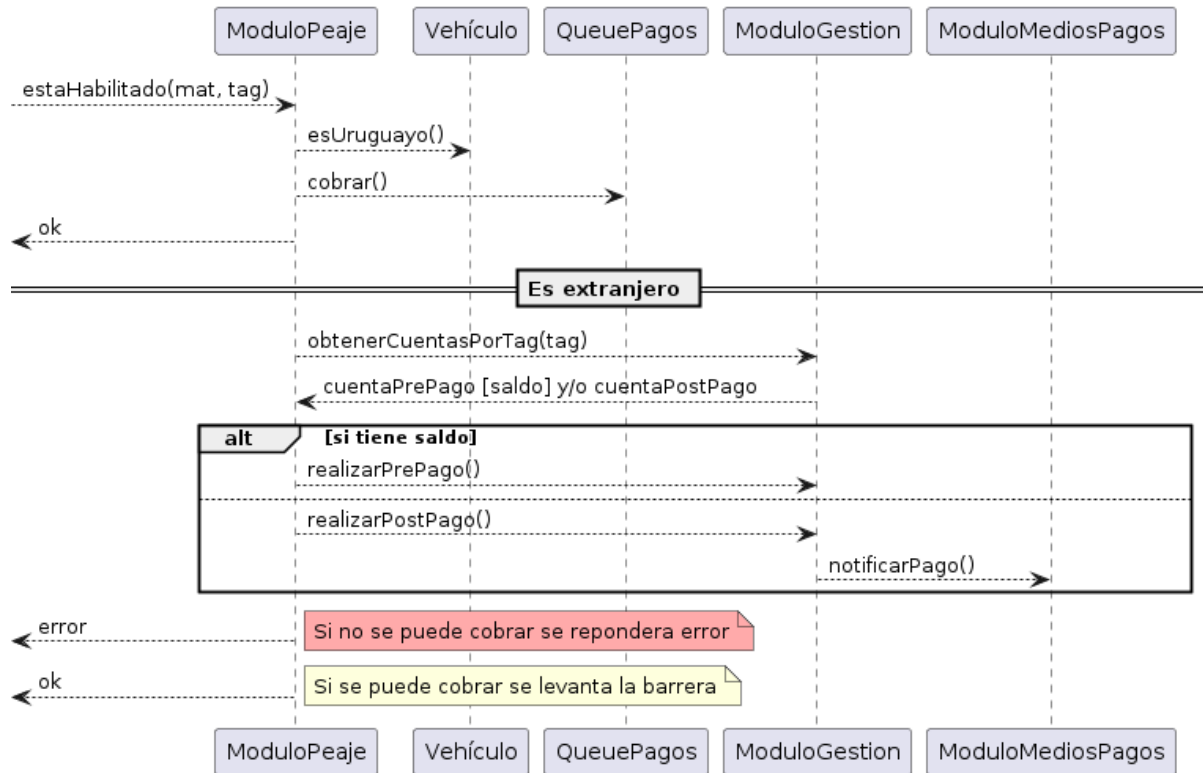 ModuloPeaje Vehículo QueuePagos ModuloGestion ModuloMediosPagos
estaHabilitado(mat, tag)
esUruguayo()
cobrar()
ok
Es extranjero
obtenerCuentasPorTag(tag)
cuentaPrePago [saldo] y/o cuentaPostPago
alt [si tiene saldo]
realizarPrePago()
realizarPostPago()
notificarPago()
error Si no se puede cobrar se repondera error
ok Si se puede cobrar se levanta la barrera
ModuloPeaje Vehículo QueuePagos ModuloGestion ModuloMediosPagos